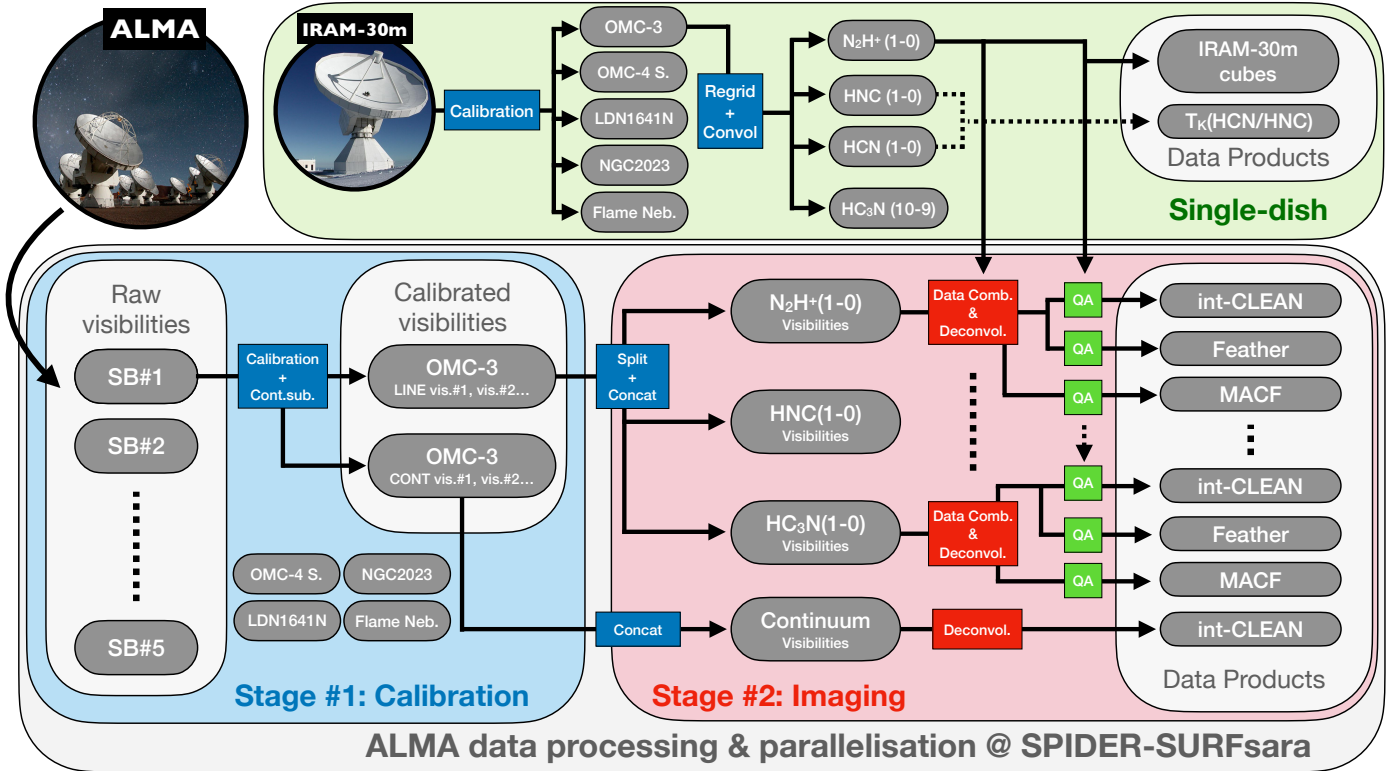 ALMA
IRAM-30m
Calibration
OMC-3
OMC-4 S.
LDN1641N
NGC2023
Flame Neb.
Regrid
+
Convol
N₂H⁺ (1-0)
HNC (1-0)
HCN (1-0)
HC₃N (10-9)
IRAM-30m
cubes
Tₖ(HCN/HNC)
Data Products
Single-dish
Raw
visibilities
SB#1
SB#2
SB#5
Calibration
+
Cont.sub.
Calibrated
visibilities
OMC-3
LINE vis.#1, vis.#2...
OMC-3
CONT vis.#1, vis.#2...
OMC-4 S.
NGC2023
LDN1641N
Flame Neb.
Stage #1: Calibration
Split
+
Concat
Concat
N₂H⁺(1-0)
Visibilities
HNC(1-0)
Visibilities
HC₃N(1-0)
Visibilities
Continuum
Visibilities
Data Comb.
&
Deconvol.
Data Comb.
&
Deconvol.
Deconvol.
QA
QA
QA
QA
QA
QA
int-CLEAN
Feather
MACF
int-CLEAN
Feather
MACF
int-CLEAN
Data Products
Stage #2: Imaging
ALMA data processing & parallelisation @ SPIDER-SURFsara